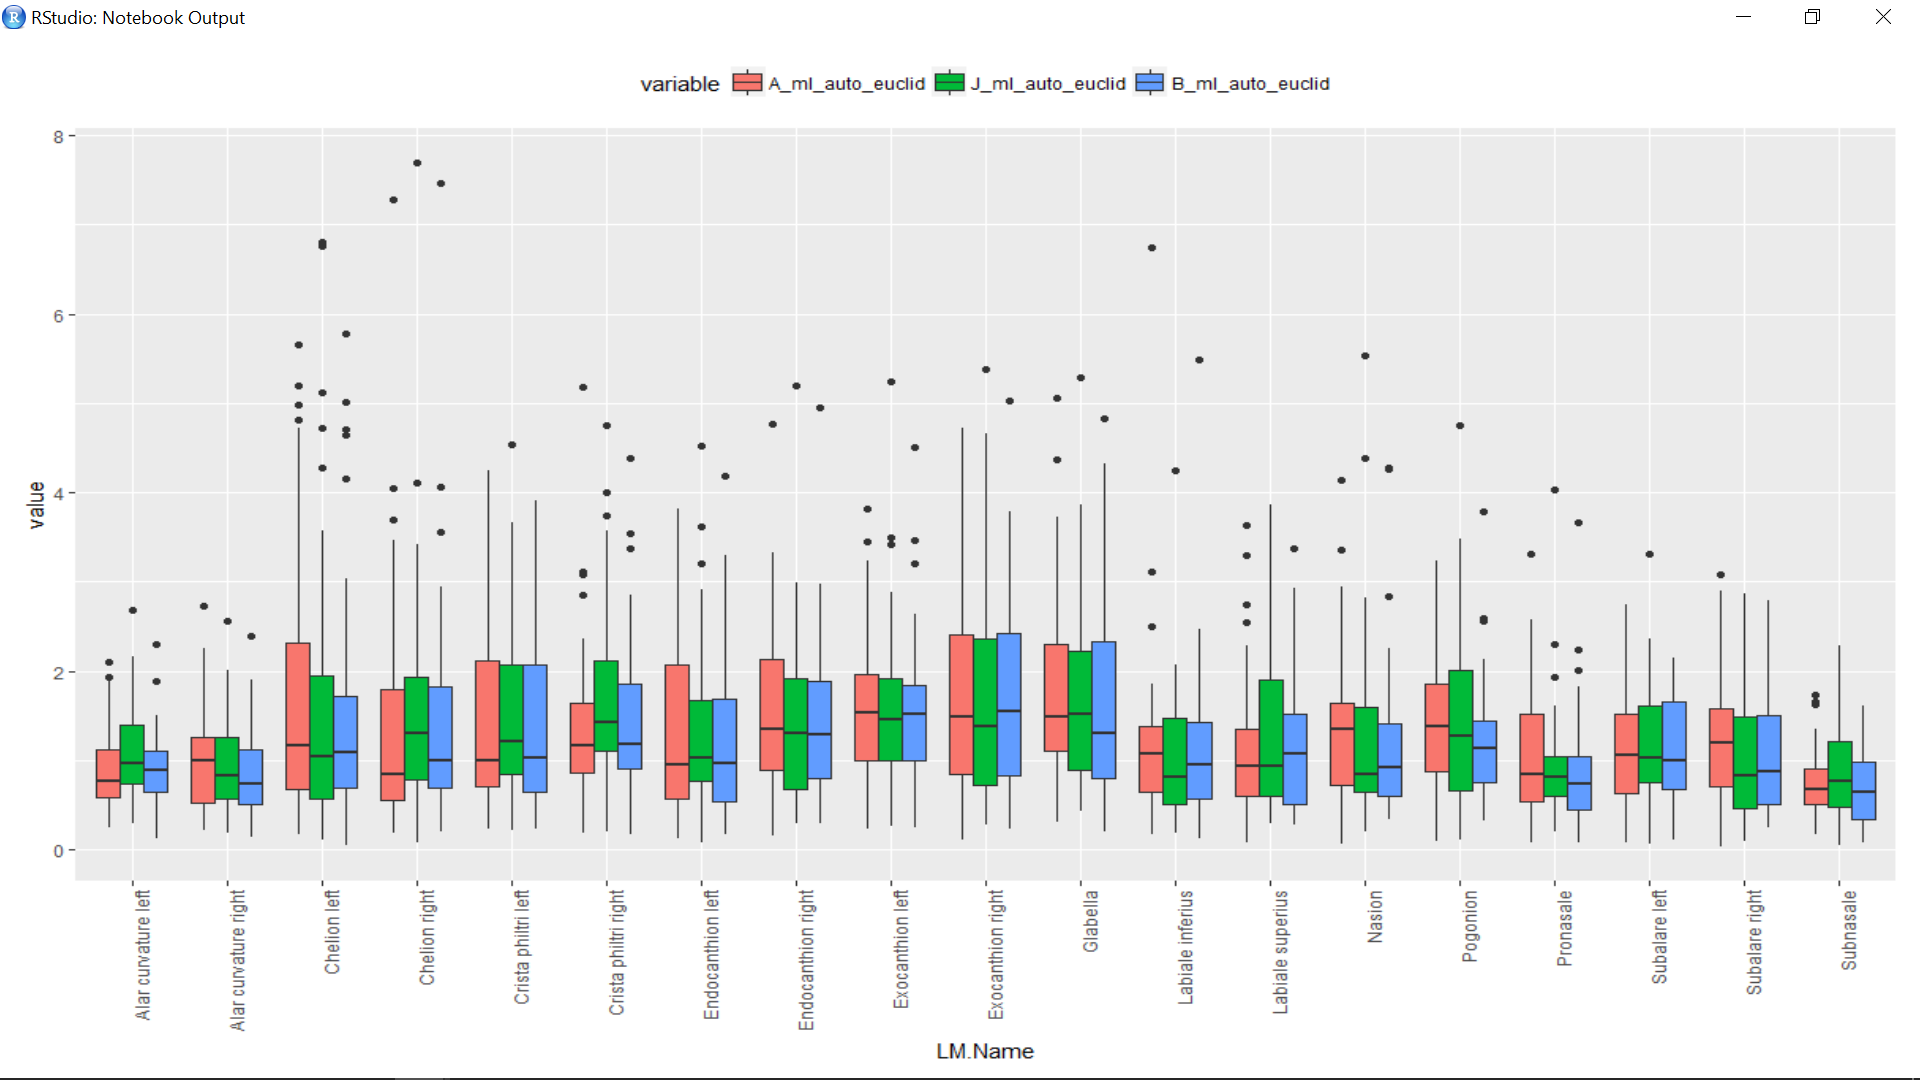 RStudio: Notebook Output
variable A_ml_auto_euclid J_ml_auto_euclid B_ml_auto_euclid
8
6
4
2
0
value
Alar curvature left
Alar curvature right
Chelion left
Chelion right
Crista philtri left
Crista philtri right
Endocanthion left
Endocanthion right
Exocanthion left
Exocanthion right
Glabella
Labiale inferius
Labiale superius
Nasion
Pogonion
Pronasale
Subalare left
Subalare right
Subnasale
LM.Name